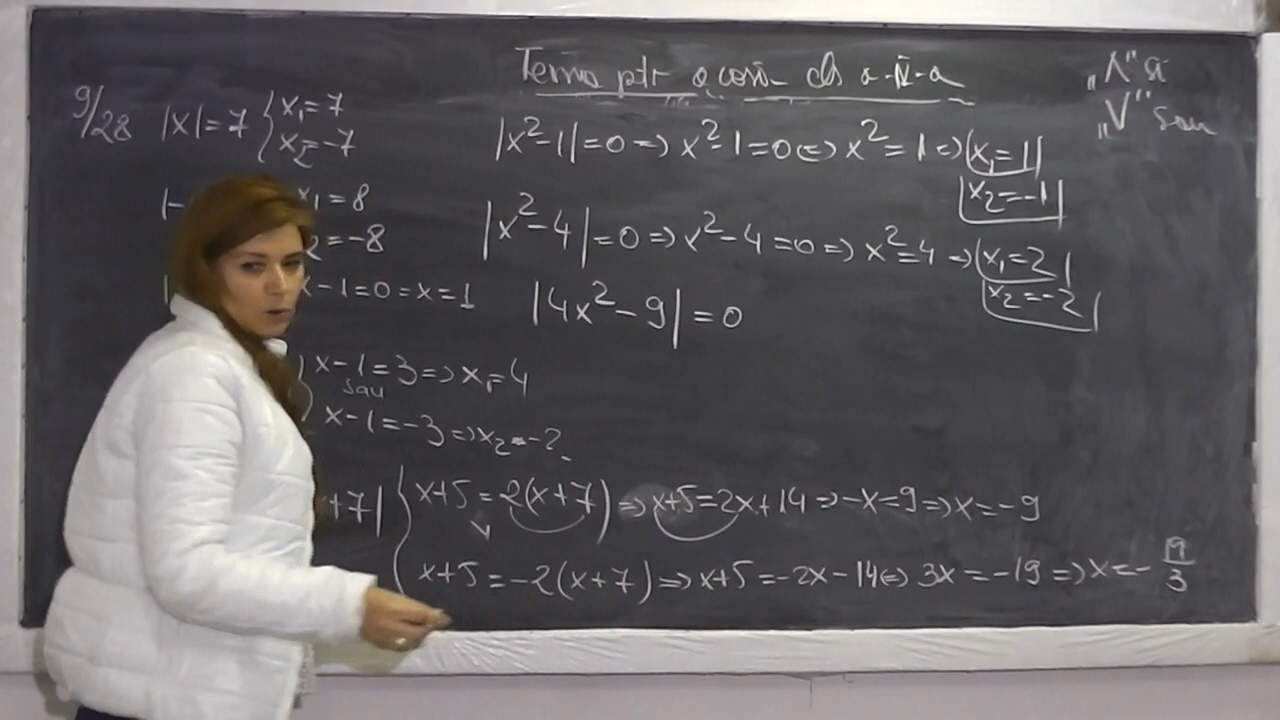 Tema ptr acasă cls a-V-a
„Λ" și
„V" sau
9/28 |x|=7 { x₁=7
x₂=-7
|- x₁=8
2=-8
| x-1=0=x=1
x-1=3=>x₁=4
sau
x-1=-3=>x₂=-2
|x²-1|=0=>x²-1=0<=>x²=1=>x₁=1
x₂=-1
|x²-4|=0=>x²-4=0=>x²=4=>x₁=2
x₂=-2
|4x²-9|=0
+7| { x+5=2(x+7)=>x+5=2x+14=>-x=9=>x=-9
x+5=-2(x+7)=>x+5=-2x-14<=>3x=-19=>x=-19/3